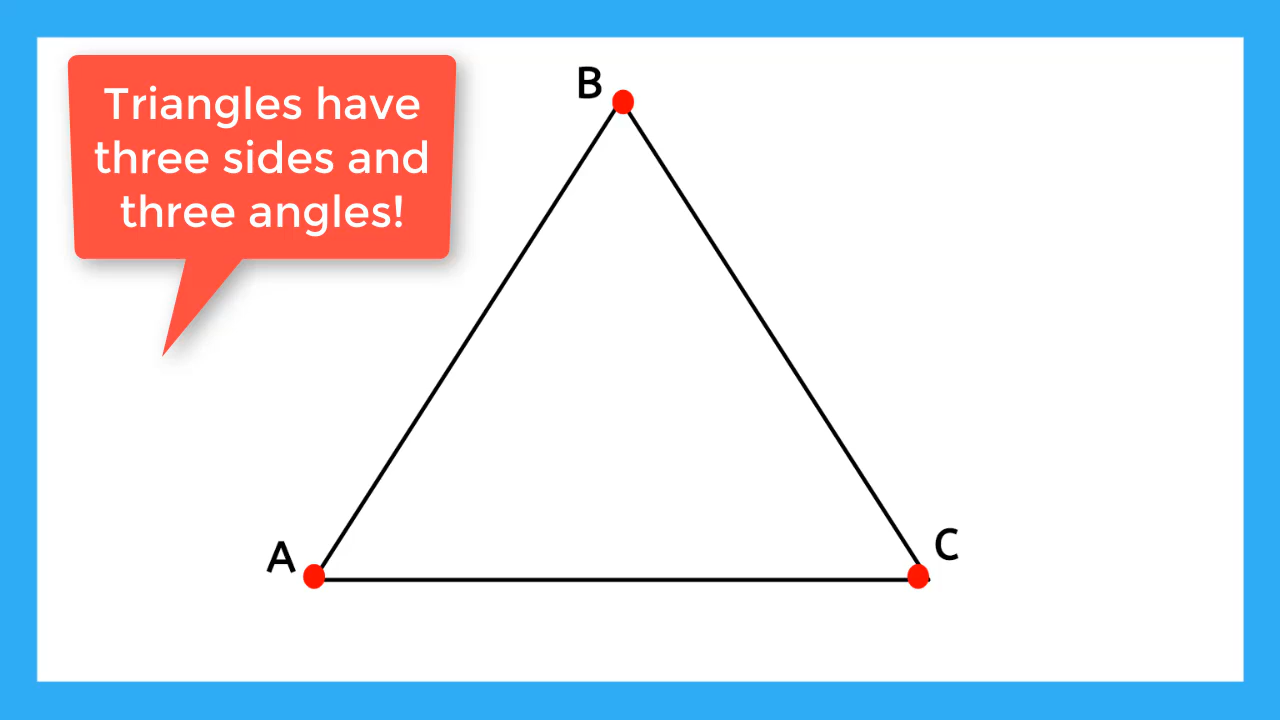 Triangles have
three sides and
three angles!
B
A
C